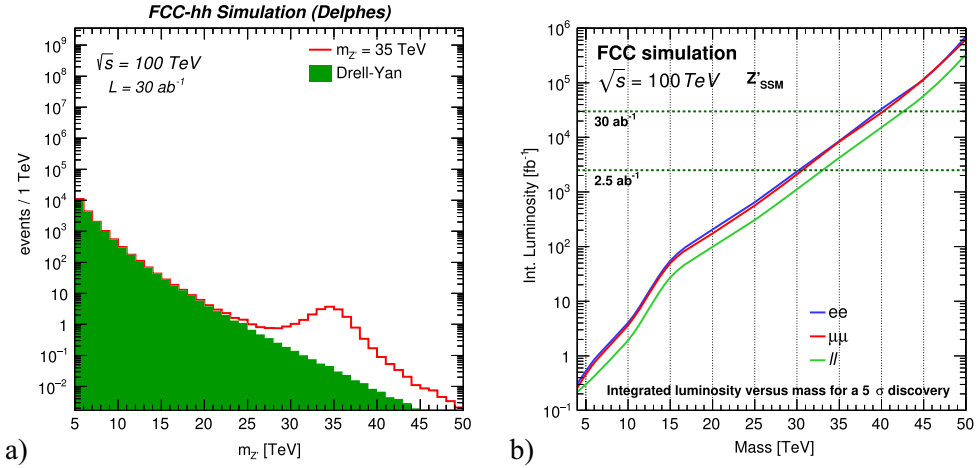 FCC-hh Simulation (Delphes)
√s = 100 TeV
L = 30 ab⁻¹
m_Z' = 35 TeV
Drell-Yan
events / 1 TeV
10⁹
10⁸
10⁷
10⁶
10⁵
10⁴
10³
10²
10
1
10⁻¹
10⁻²
5 10 15 20 25 30 35 40 45 50
m_Z' [TeV]
a)
FCC simulation
√s = 100 TeV Z'_SSM
30 ab⁻¹
2.5 ab⁻¹
Int. Luminosity [fb⁻¹]
10⁶
10⁵
10⁴
10³
10²
10
1
10⁻¹
ee
μμ
ll
Integrated luminosity versus mass for a 5 σ discovery
5 10 15 20 25 30 35 40 45 50
Mass [TeV]
b)